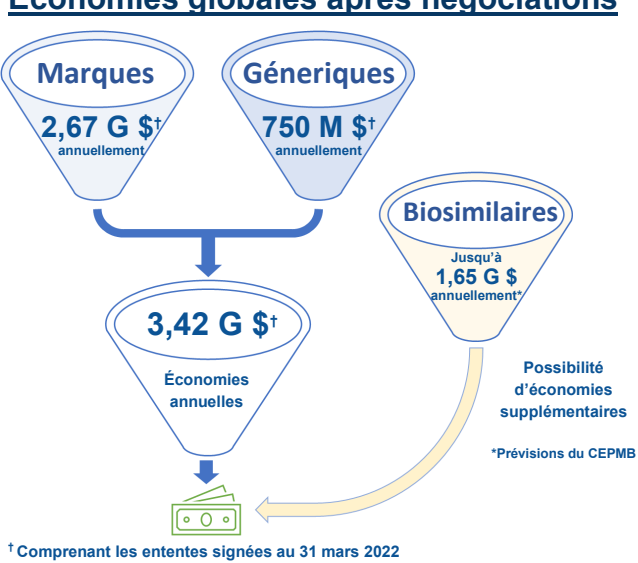 Économies globales après négociations
Marques
2,67 G $†
annuellement
Géneriques
750 M $†
annuellement
Biosimilaires
Jusqu'à
1,65 G $
annuellement*
3,42 G $†
Économies
annuelles
Possibilité
d'économies
supplémentaires
*Prévisions du CEPMB
† Comprenant les ententes signées au 31 mars 2022